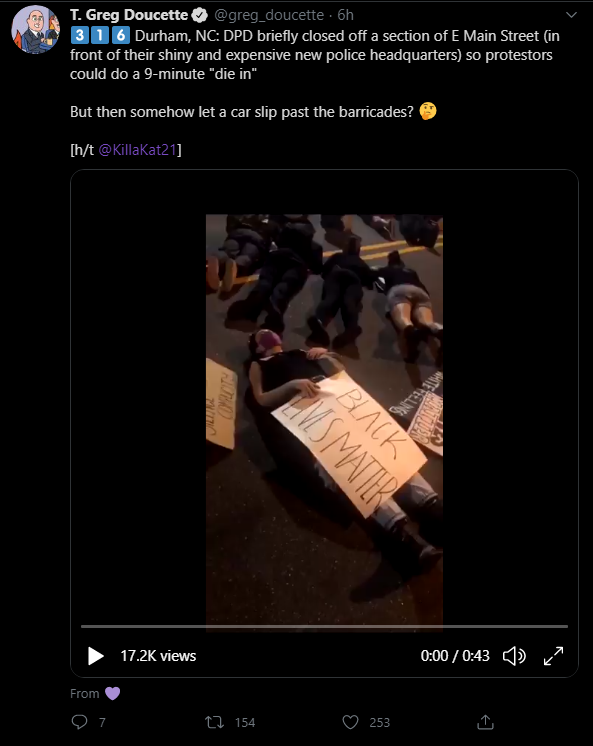 T. Greg Doucette @greg_doucette · 6h
3 1 6 Durham, NC: DPD briefly closed off a section of E Main Street (in
front of their shiny and expensive new police headquarters) so protestors
could do a 9-minute "die in"
But then somehow let a car slip past the barricades? 🤔
[h/t @KillaKat21]
BLACK
LIVES MATTER
17.2K views
0:00 / 0:43
From 💜
7
154
253